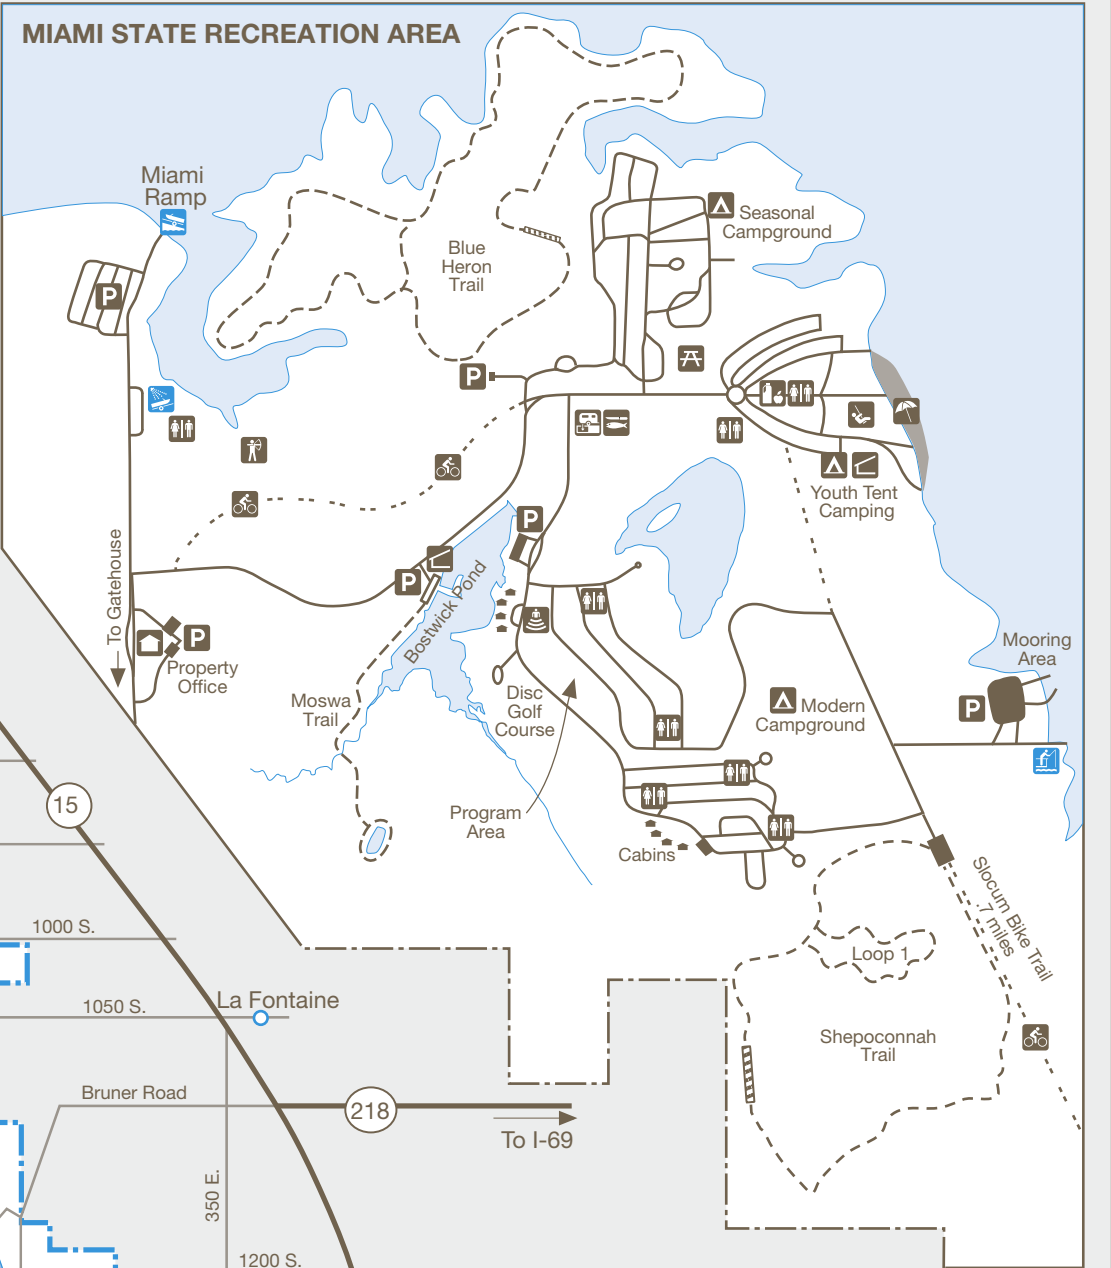 MIAMI STATE RECREATION AREA
Miami
Ramp
P
Blue
Heron
Trail
Seasonal
Campground
P
Youth Tent
Camping
To Gatehouse
P
P
Bostwick Pond
P
Property
Office
Moswa
Trail
Disc
Golf
Course
Modern
Campground
Mooring
Area
P
Program
Area
Cabins
15
Slocum Bike Trail
.7 miles
Loop 1
1000 S.
La Fontaine
1050 S.
Shepoconnah
Trail
Bruner Road
218
To I-69
350 E.
1200 S.